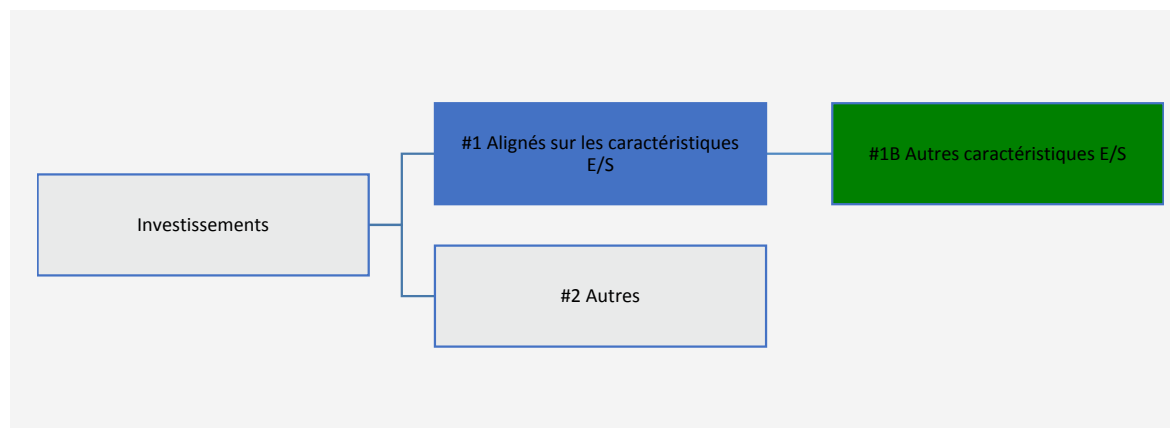 #1 Alignés sur les caractéristiques
E/S
#1B Autres caractéristiques E/S
Investissements
#2 Autres